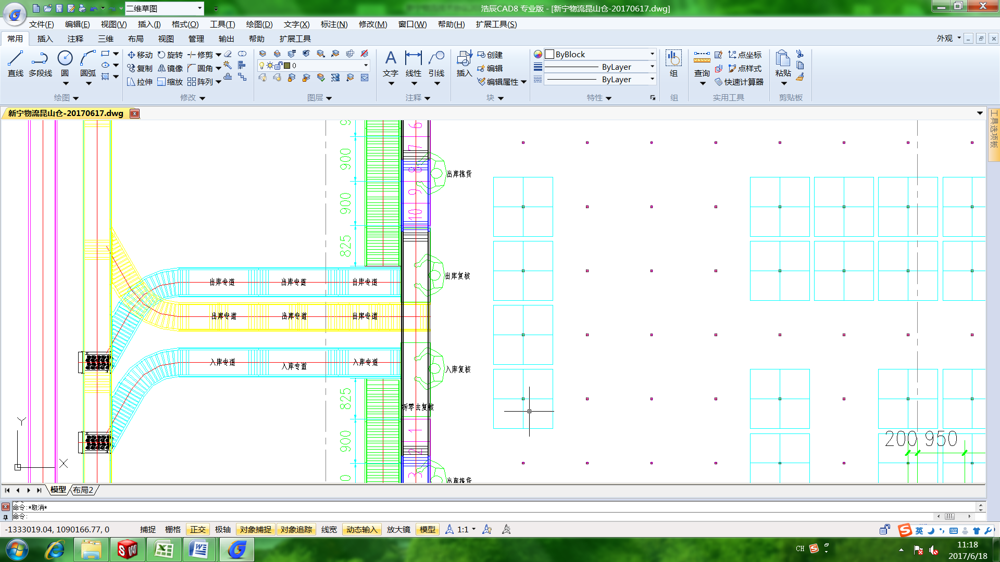 二维草图
浩辰CAD8 专业版 - [新宁物流昆山仓-20170617.dwg]
文件(F) 编辑(E) 视图(V) 插入(I) 格式(O) 工具(T) 绘图(D) 文字(X) 标注(N) 修改(M) 窗口(W) 帮助(H) 扩展工具(S)
常用 插入 注释 三维 布局 视图 管理 输出 帮助 扩展工具 外观
直线 多段线 圆 圆弧
移动 旋转 修剪
复制 镜像 圆角
拉伸 缩放 阵列
0
文字 线性 引线
插入 创建
编辑
编辑属性
ByBlock
ByLayer
ByLayer
组
查询 点坐标
点样式
快速计算器
粘贴
绘图 修改 图层 注释 块 特性 组 实用工具 剪贴板
新宁物流昆山仓-20170617.dwg
工具选项板
9 6
7
900 8 出库拣货
900 9
10
825
出库复核
出库专道 出库专道 出库专道
出库专道 出库专道 出库专道
入库专道 入库专道 入库专道
入库复核
825 拆零去复核
900 1
2
200 950
0 3 出库拣货
Y
X
模型 布局2
命令:*取消*
命令:
-1333019.04, 1090166.77, 0 捕捉 栅格 正交 极轴 对象捕捉 对象追踪 线宽 动态输入 放大镜 模型 1:1
英
CH
11:18
2017/6/18